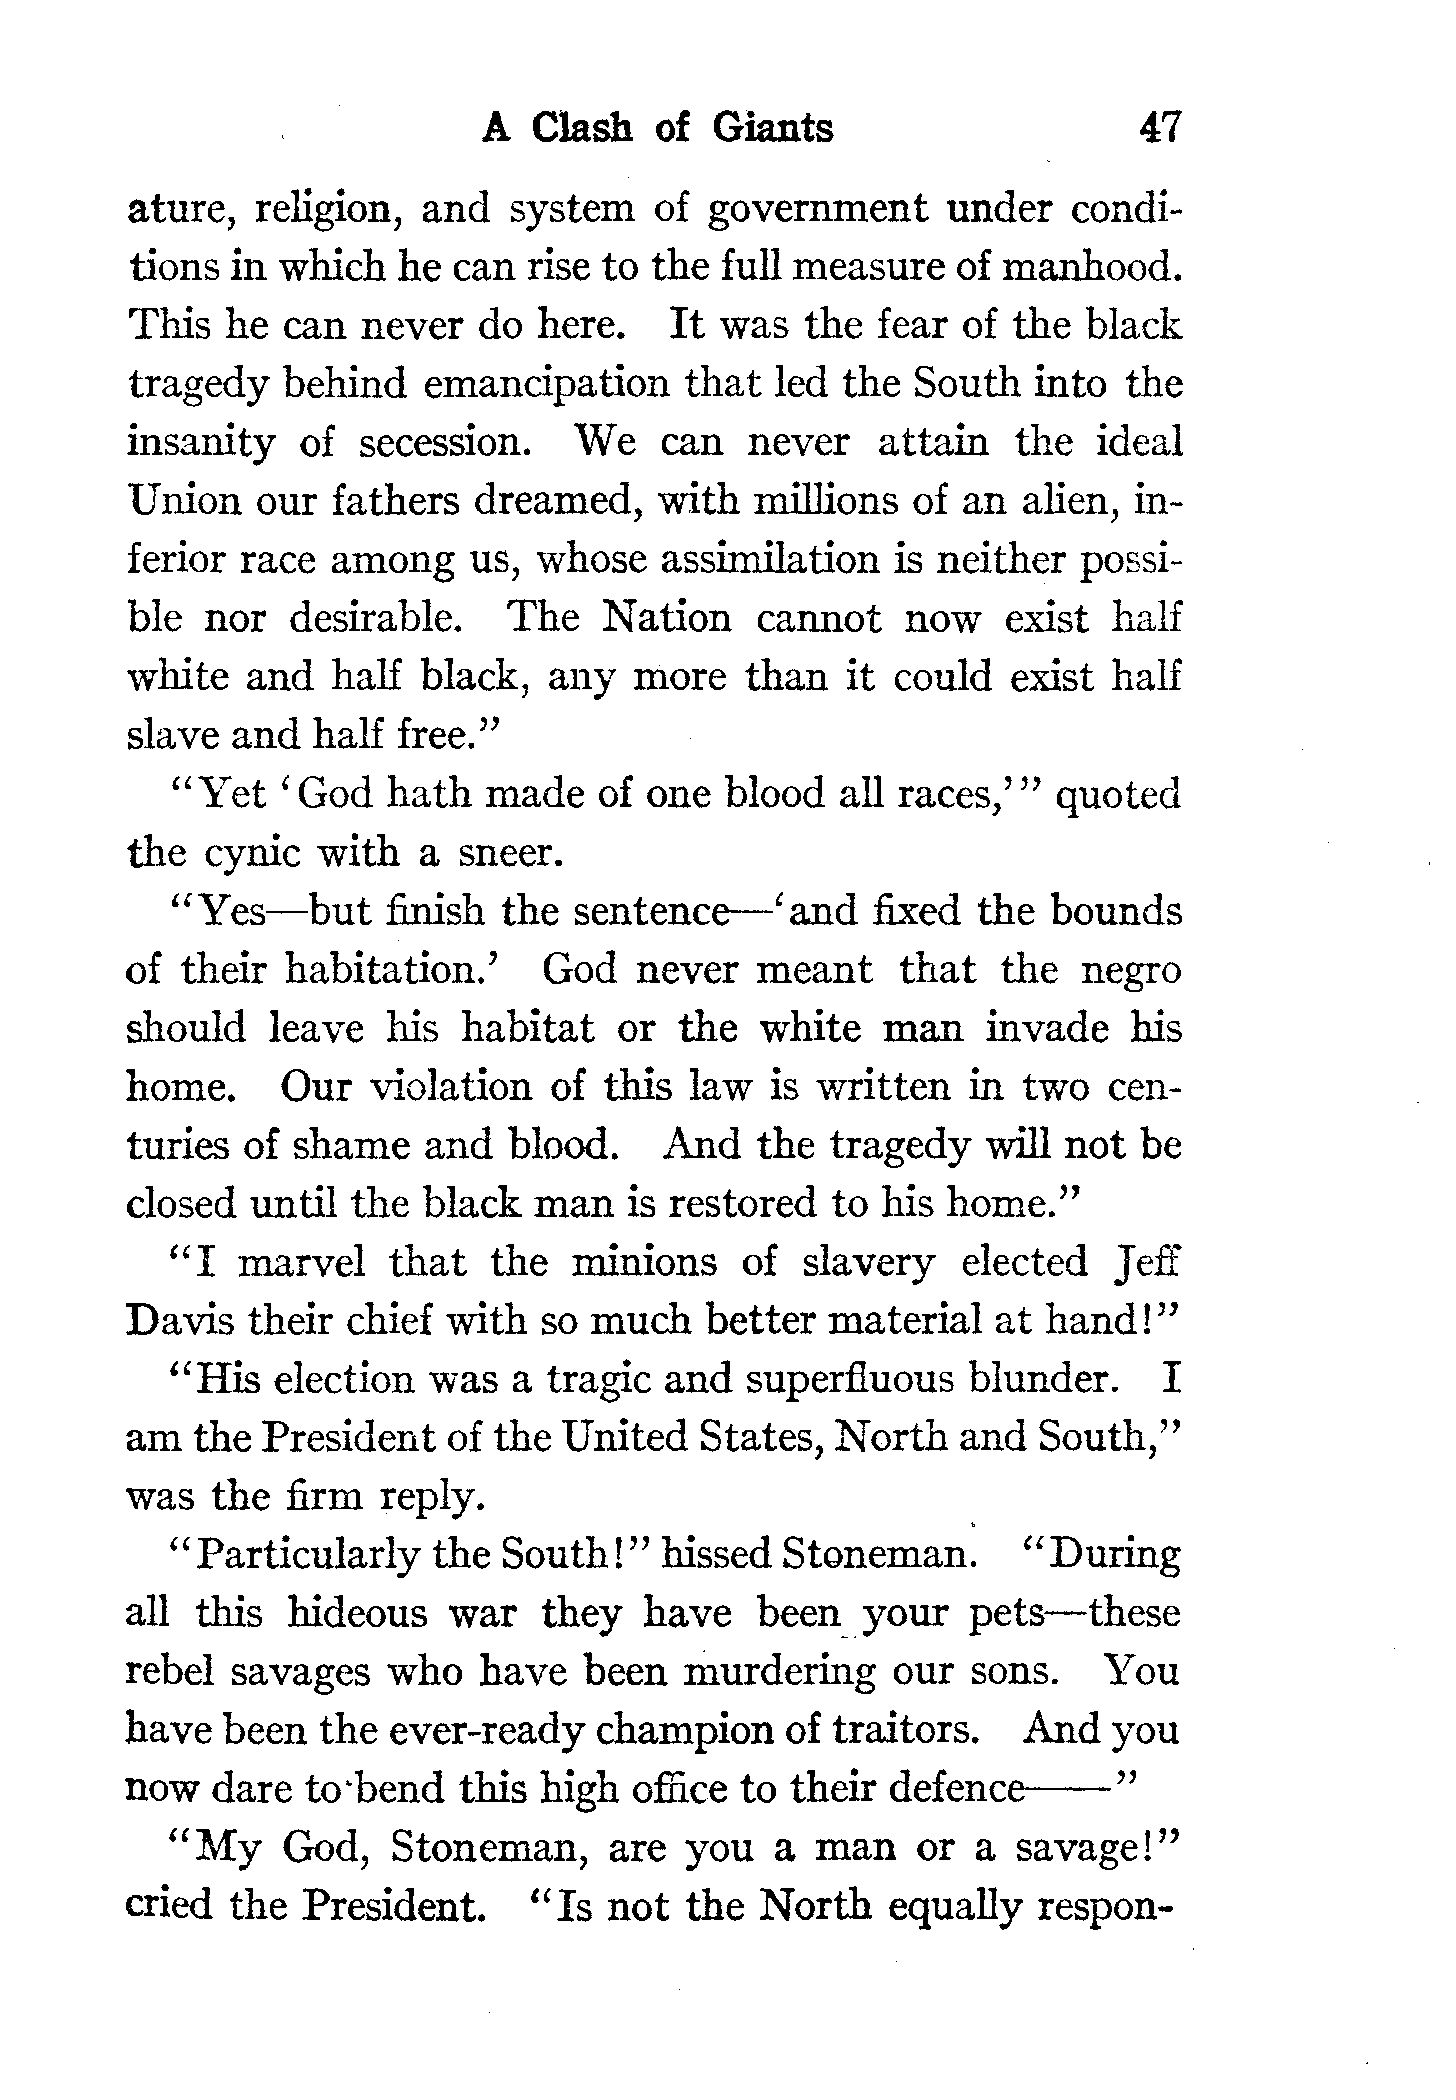 A Clash of Giants 47
ature, religion, and system of government under condi-
tions in which he can rise to the full measure of manhood.
This he can never do here. It was the fear of the black
tragedy behind emancipation that led the South into the
insanity of secession. We can never attain the ideal
Union our fathers dreamed, with millions of an alien, in-
ferior race among us, whose assimilation is neither possi-
ble nor desirable. The Nation cannot now exist half
white and half black, any more than it could exist half
slave and half free.”
“Yet ‘God hath made of one blood all races,’” quoted
the cynic with a sneer.
“Yes—but finish the sentence—‘and fixed the bounds
of their habitation.’ God never meant that the negro
should leave his habitat or the white man invade his
home. Our violation of this law is written in two cen-
turies of shame and blood. And the tragedy will not be
closed until the black man is restored to his home.”
“I marvel that the minions of slavery elected Jeff
Davis their chief with so much better material at hand!”
“His election was a tragic and superfluous blunder. I
am the President of the United States, North and South,”
was the firm reply.
“Particularly the South!” hissed Stoneman. “During
all this hideous war they have been your pets—these
rebel savages who have been murdering our sons. You
have been the ever-ready champion of traitors. And you
now dare to bend this high office to their defence——”
“My God, Stoneman, are you a man or a savage!”
cried the President. “Is not the North equally respon-